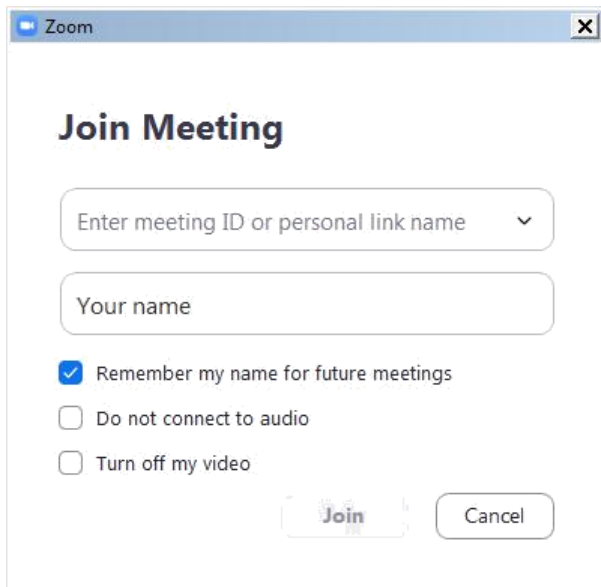 Zoom
Join Meeting
Enter meeting ID or personal link name
Your name
Remember my name for future meetings
Do not connect to audio
Turn off my video
Join Cancel